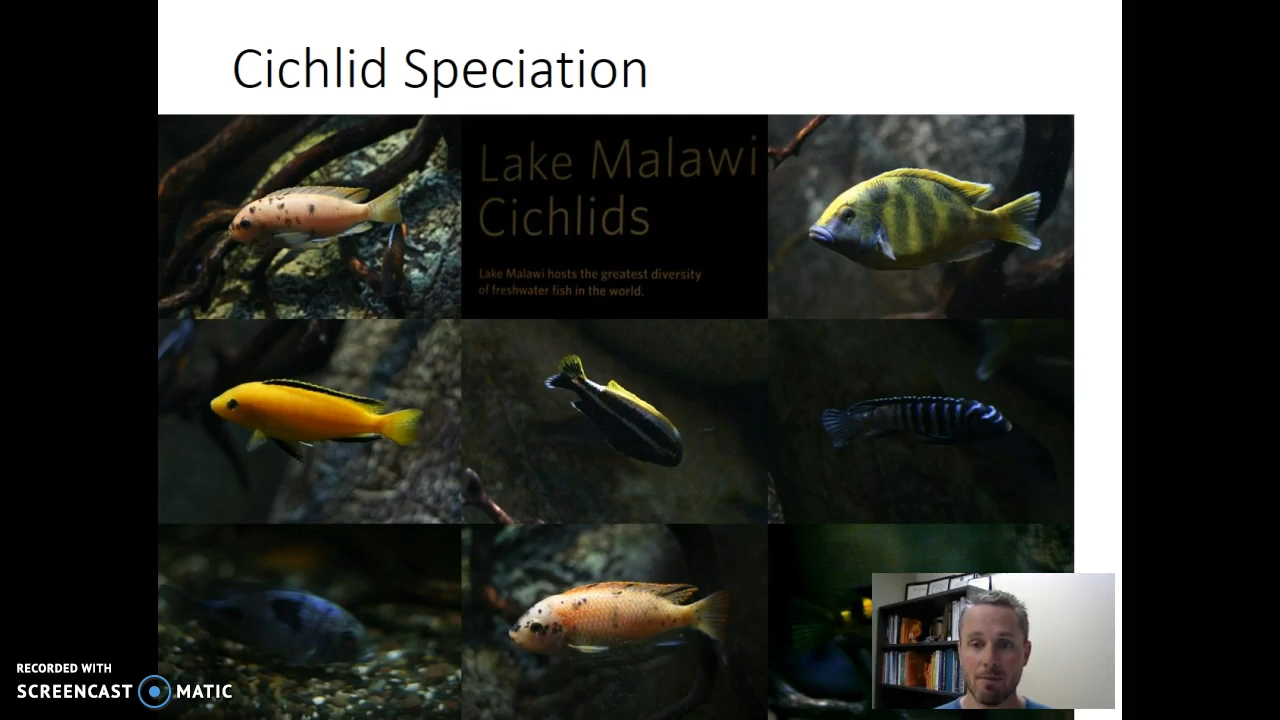 Cichlid Speciation
Lake Malawi
Cichlids
Lake Malawi hosts the greatest diversity
of freshwater fish in the world.
RECORDED WITH
SCREENCAST MATIC